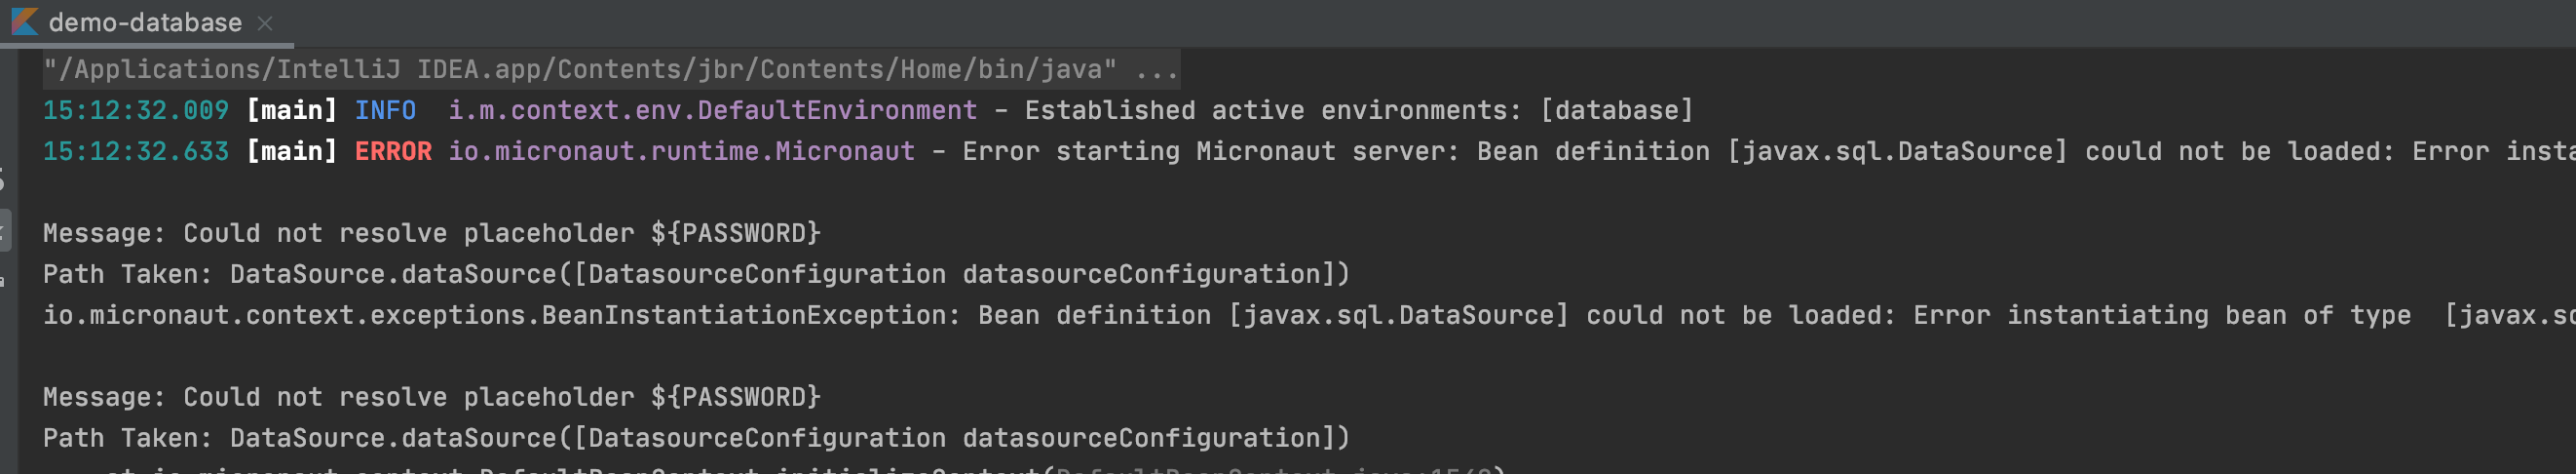 demo-database
"/Applications/IntelliJ IDEA.app/Contents/jbr/Contents/Home/bin/java" ...
15:12:32.009 [main] INFO  i.m.context.env.DefaultEnvironment - Established active environments: [database]
15:12:32.633 [main] ERROR io.micronaut.runtime.Micronaut - Error starting Micronaut server: Bean definition [javax.sql.DataSource] could not be loaded: Error insta
Message: Could not resolve placeholder ${PASSWORD}
Path Taken: DataSource.dataSource([DatasourceConfiguration datasourceConfiguration])
io.micronaut.context.exceptions.BeanInstantiationException: Bean definition [javax.sql.DataSource] could not be loaded: Error instantiating bean of type  [javax.s
Message: Could not resolve placeholder ${PASSWORD}
Path Taken: DataSource.dataSource([DatasourceConfiguration datasourceConfiguration])